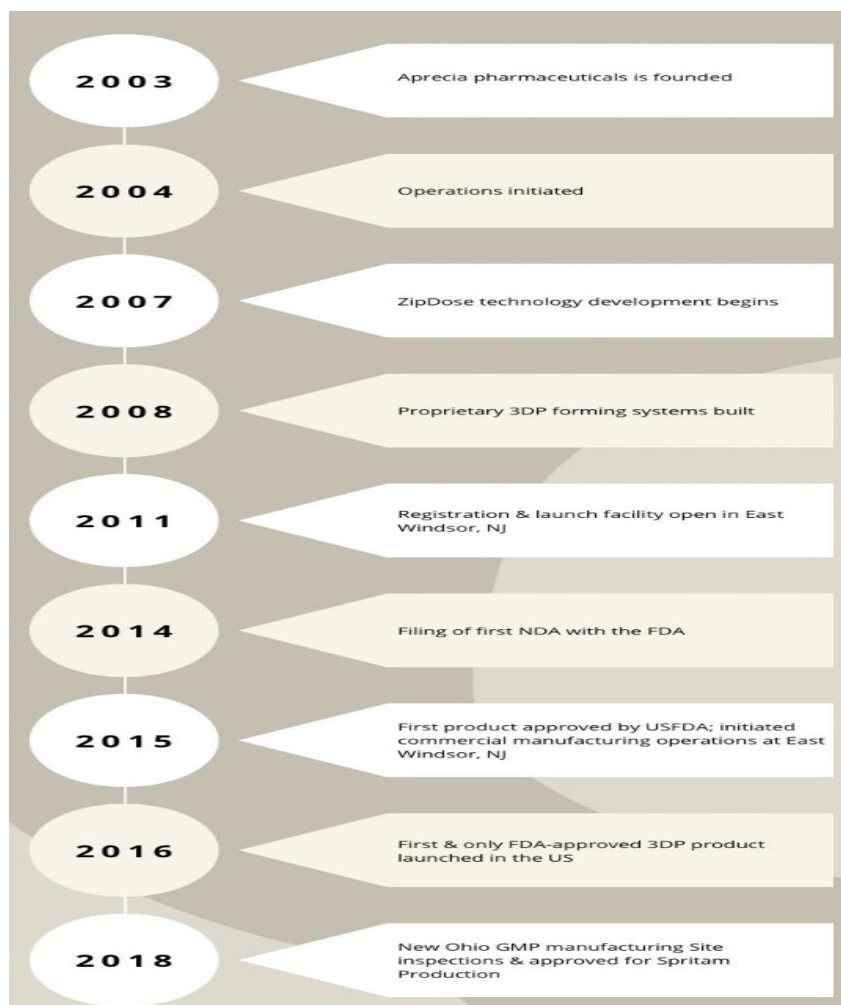 2003
Aprecia pharmaceuticals is founded
2004
Operations initiated
2007
ZipDose technology development begins
2008
Proprietary 3DP forming systems built
2011
Registration & launch facility open in East
Windsor, NJ
2014
Filing of first NDA with the FDA
2015
First product approved by USFDA; initiated
commercial manufacturing operations at East
Windsor, NJ
2016
First & only FDA-approved 3DP product
launched in the US
2018
New Ohio GMP manufacturing Site
inspections & approved for Spritam
Production